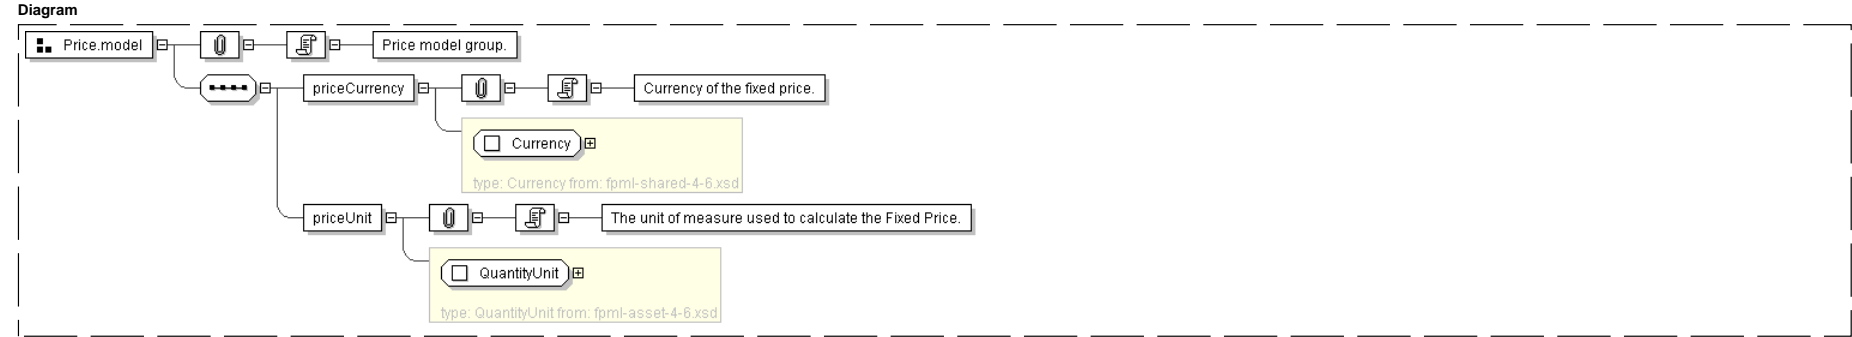 Diagram
Price.model
Price model group.
priceCurrency
Currency of the fixed price.
Currency
type: Currency from: fpml-shared-4-6.xsd
priceUnit
The unit of measure used to calculate the Fixed Price.
QuantityUnit
type: QuantityUnit from: fpml-asset-4-6.xsd